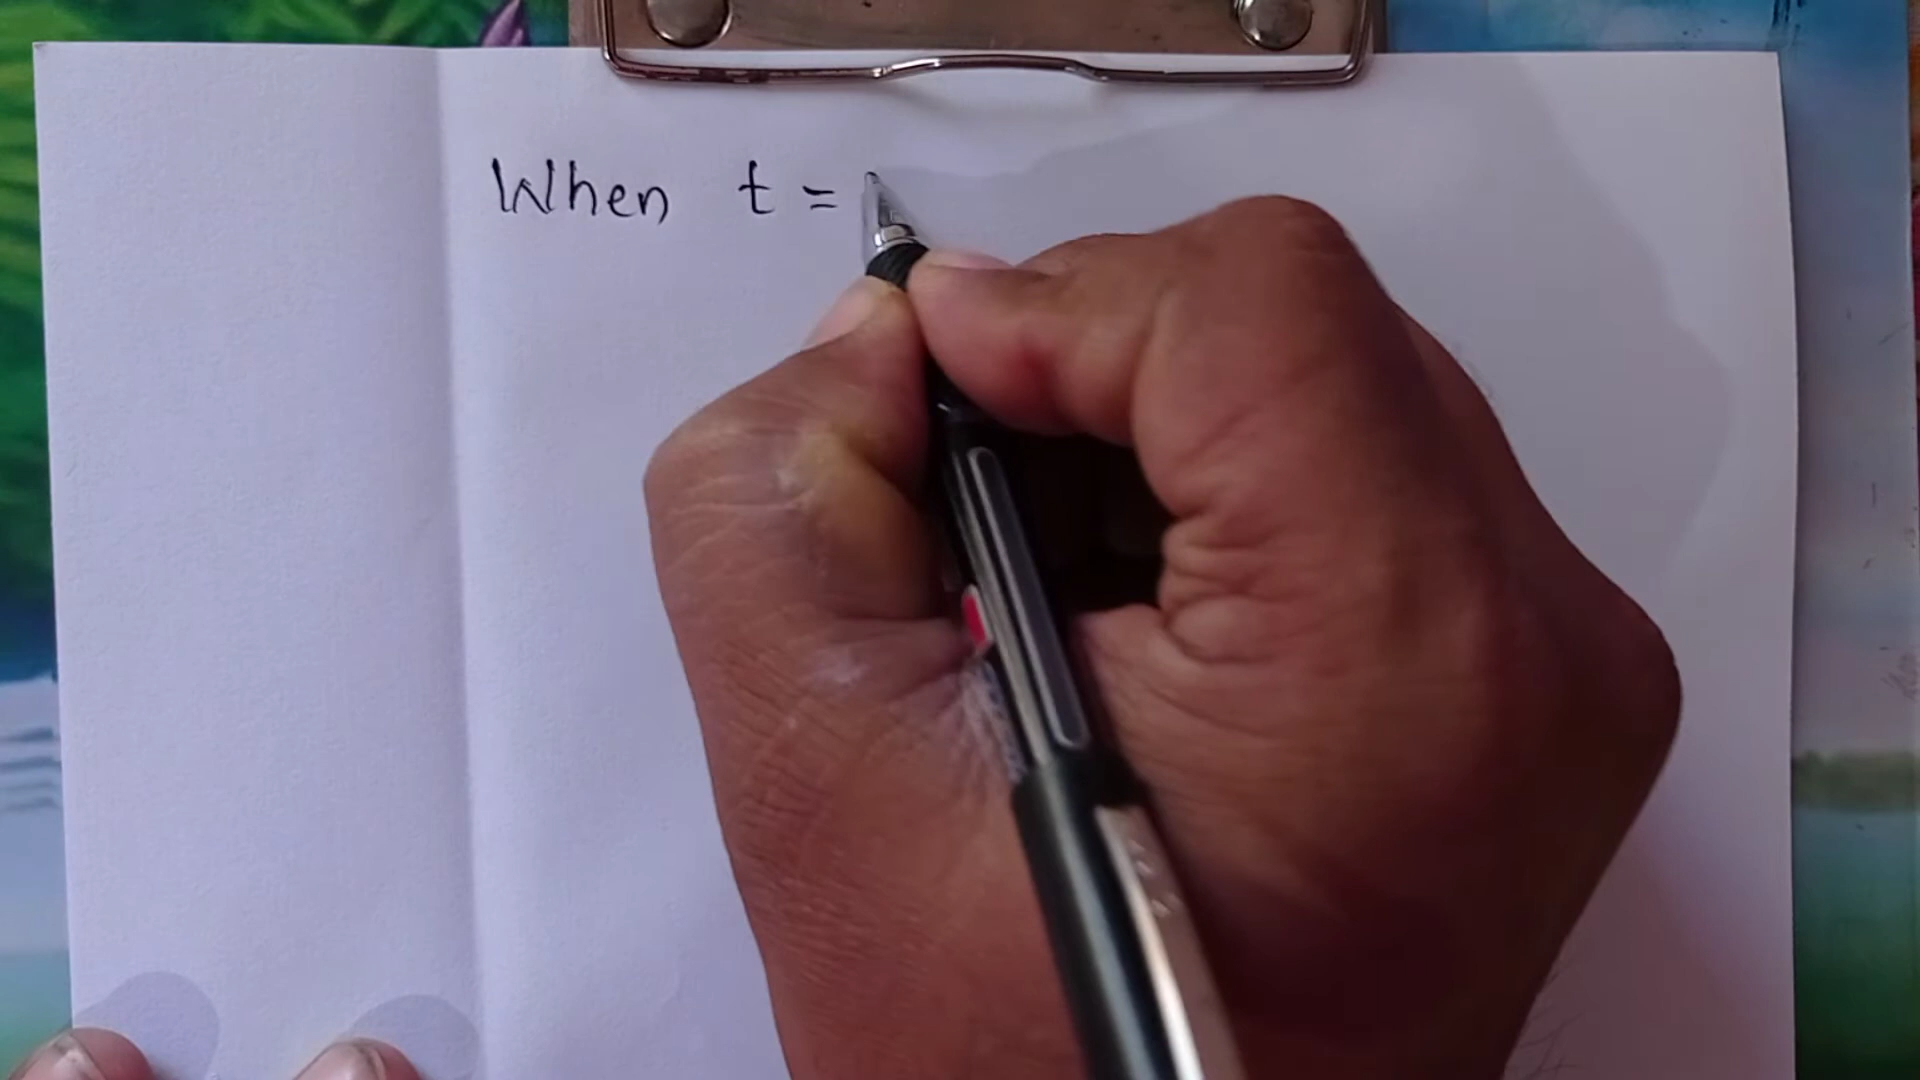 When t =